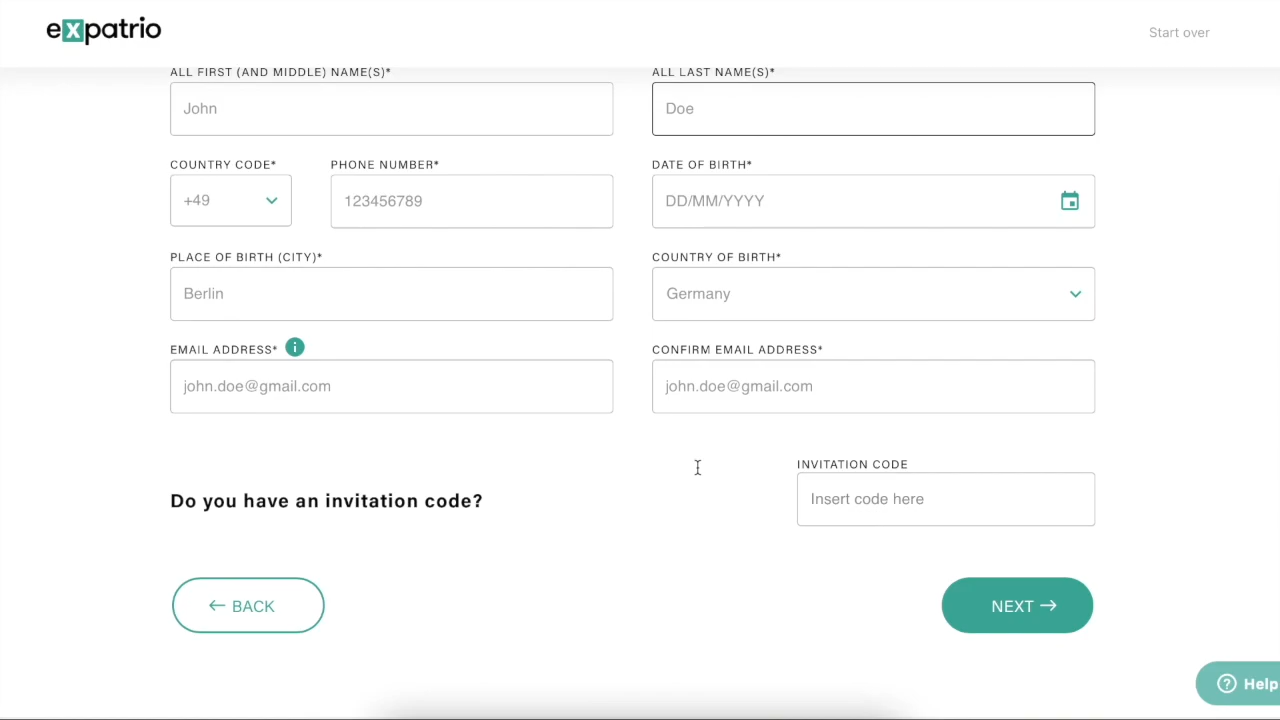 expatrio
Start over
ALL FIRST (AND MIDDLE) NAME(S)* ALL LAST NAME(S)*
John Doe
COUNTRY CODE* PHONE NUMBER* DATE OF BIRTH*
+49 123456789 DD/MM/YYYY
PLACE OF BIRTH (CITY)* COUNTRY OF BIRTH*
Berlin Germany
EMAIL ADDRESS* i CONFIRM EMAIL ADDRESS*
john.doe@gmail.com john.doe@gmail.com
INVITATION CODE
Do you have an invitation code? Insert code here
← BACK NEXT →
? Help